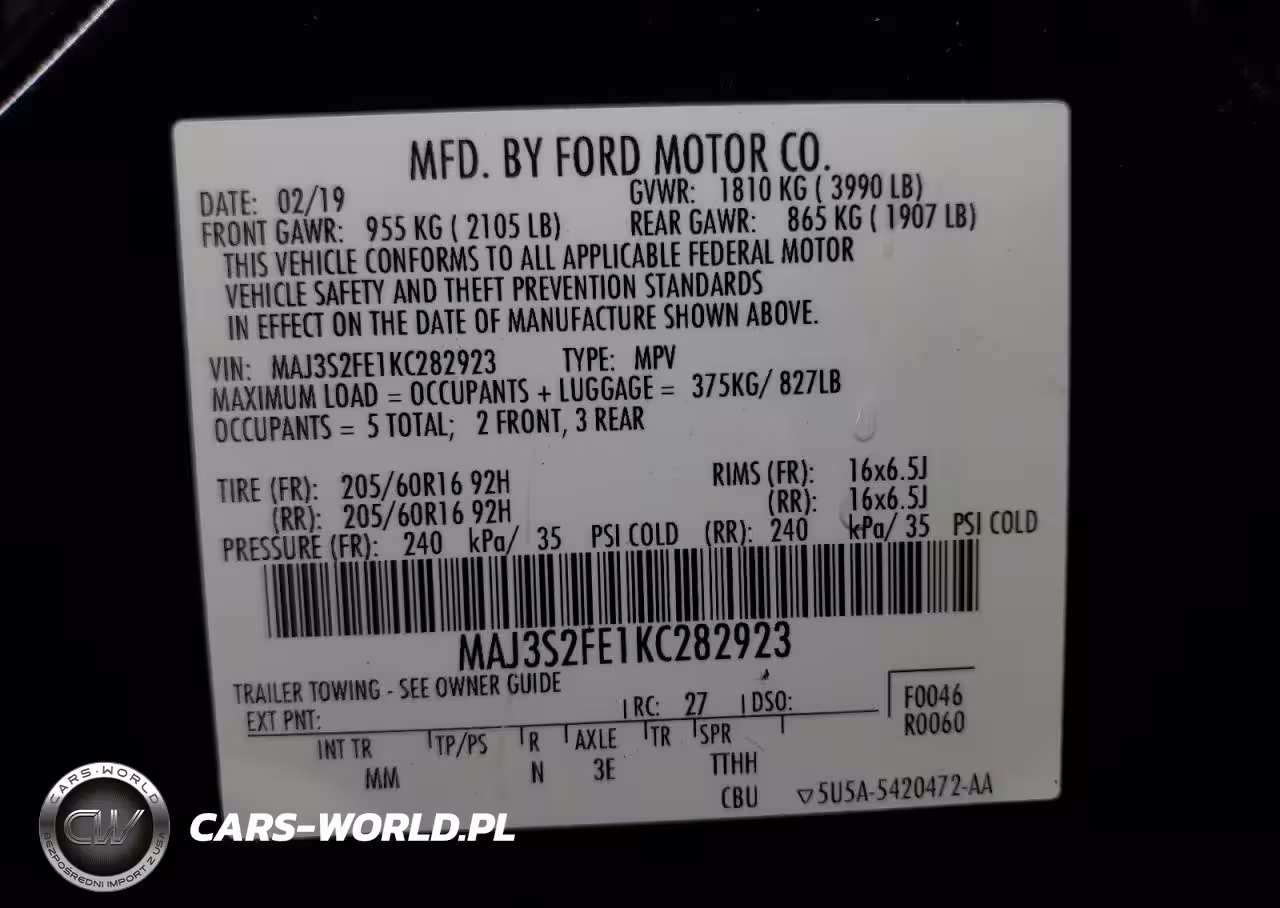 MFD. BY FORD MOTOR CO.
DATE: 02/19 GVWR: 1810 KG ( 3990 LB)
FRONT GAWR: 955 KG ( 2105 LB) REAR GAWR: 865 KG ( 1907 LB)
THIS VEHICLE CONFORMS TO ALL APPLICABLE FEDERAL MOTOR
VEHICLE SAFETY AND THEFT PREVENTION STANDARDS
IN EFFECT ON THE DATE OF MANUFACTURE SHOWN ABOVE.
VIN: MAJ3S2FE1KC282923 TYPE: MPV
MAXIMUM LOAD = OCCUPANTS + LUGGAGE = 375KG/ 827LB
OCCUPANTS = 5 TOTAL; 2 FRONT, 3 REAR
TIRE (FR): 205/60R16 92H RIMS (FR): 16x6.5J
(RR): 205/60R16 92H (RR): 16x6.5J
PRESSURE (FR): 240 kPa/ 35 PSI COLD (RR): 240 kPa/ 35 PSI COLD
MAJ3S2FE1KC282923
TRAILER TOWING - SEE OWNER GUIDE
EXT PNT: RC: 27 DSO: F0046
R0060
INT TR TP/PS R AXLE TR SPR
MM N 3E TTHH
CBU ▽5U5A-5420472-AA
CARS-WORLD
CW
BEZPOŚREDNI IMPORT Z USA
CARS-WORLD.PL